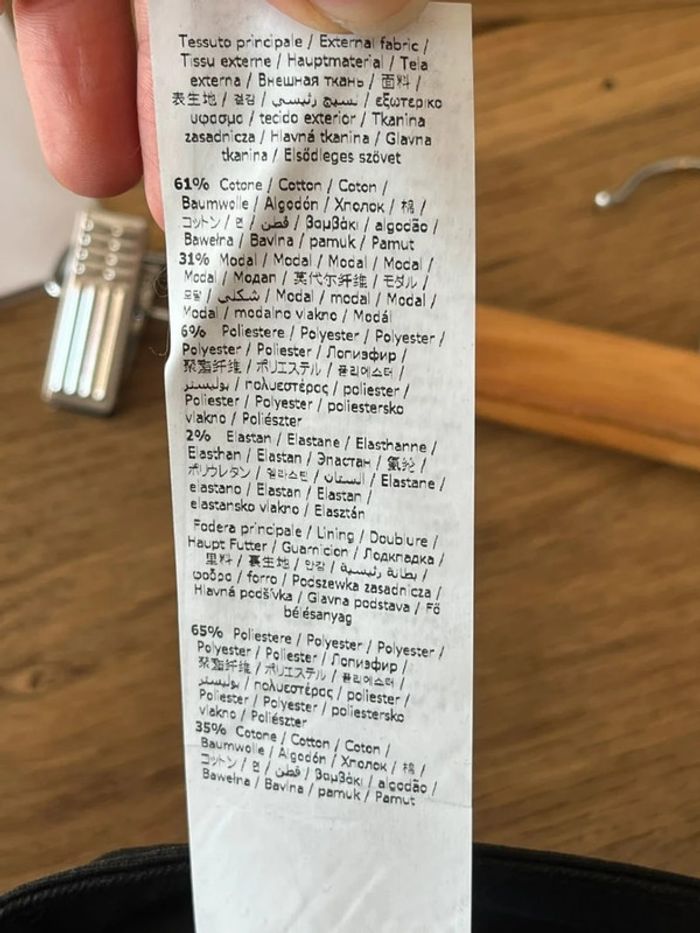 Tessuto principale / External fabric /
Tissu externe / Hauptmaterial / Tela
externa / Внешная ткань / 面料 /
表生地 / 겉감 / نسيج رئيسي / εξωτερικο
υφασμα / tecido exterior / Tkanina
zasadnicza / Hlavná tkanina / Glavna
tkanina / Elsődleges szövet
61% Cotone / Cotton / Coton /
Baumwolle / Algodón / Хлопок / 棉 /
コットン / 면 / قطن / βαμβάκι / algodão /
Bawełna / Bavlna / pamuk / Pamut
31% Modal / Modal / Modal / Modal /
Modal / Модал / 莫代尔纤维 / モダル /
모달 / شكلي / Modal / modal / Modal /
Modal / modalno vlakno / Modál
6% Poliestere / Polyester / Polyester /
Polyester / Poliester / Лопиэфир /
聚酯纤维 / ポリエステル / 폴리에스터 /
بوليستر / πολυεστέρας / poliester /
Poliester / Polyester / poliestersko
vlakno / Poliészter
2% Elastan / Elastane / Elasthanne /
Elasthan / Elastan / Эластан / 氨纶 /
ポリウレタン / 엘라스틴 / الستان / Elastane /
elastano / Elastan / Elastan /
elastansko vlakno / Elasztán
Fodera principale / Lining / Doublure /
Haupt Futter / Guarnicion / Подкладка /
里料 / 裏生地 / 안감 / بطانة رئيسية /
φοδρα / forro / Podszewka zasadnicza /
Hlavná podšívka / Glavna podstava / Fő
bélésanyag
65% Poliestere / Polyester / Polyester /
Polyester / Poliester / Лопиэфир /
聚酯纤维 / ポリエステル / 폴리에스터 /
بوليستر / πολυεστέρας / poliester /
Poliester / Polyester / poliestersko
vlakno / Poliészter
35% Cotone / Cotton / Coton /
Baumwolle / Algodón / Хлопок / 棉 /
コットン / 면 / قطن / βαμβάκι / algodão /
Bawełna / Bavlna / pamuk / Pamut